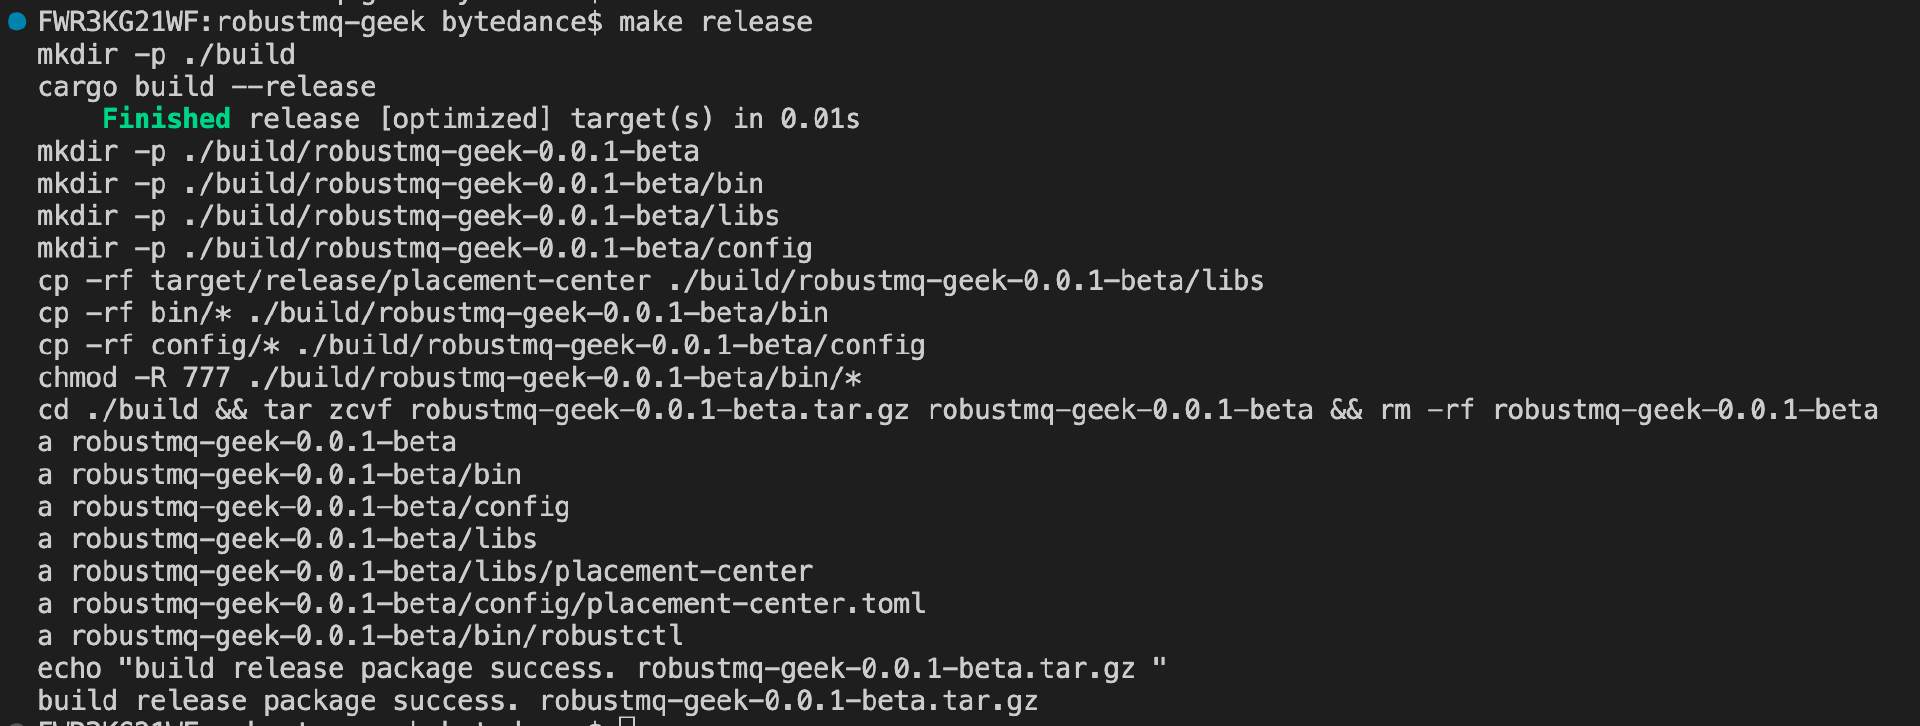 FWR3KG21WF:robustmq-geek bytedance$ make release
mkdir -p ./build
cargo build --release
    Finished release [optimized] target(s) in 0.01s
mkdir -p ./build/robustmq-geek-0.0.1-beta
mkdir -p ./build/robustmq-geek-0.0.1-beta/bin
mkdir -p ./build/robustmq-geek-0.0.1-beta/libs
mkdir -p ./build/robustmq-geek-0.0.1-beta/config
cp -rf target/release/placement-center ./build/robustmq-geek-0.0.1-beta/libs
cp -rf bin/* ./build/robustmq-geek-0.0.1-beta/bin
cp -rf config/* ./build/robustmq-geek-0.0.1-beta/config
chmod -R 777 ./build/robustmq-geek-0.0.1-beta/bin/*
cd ./build && tar zcvf robustmq-geek-0.0.1-beta.tar.gz robustmq-geek-0.0.1-beta && rm -rf robustmq-geek-0.0.1-beta
a robustmq-geek-0.0.1-beta
a robustmq-geek-0.0.1-beta/bin
a robustmq-geek-0.0.1-beta/config
a robustmq-geek-0.0.1-beta/libs
a robustmq-geek-0.0.1-beta/libs/placement-center
a robustmq-geek-0.0.1-beta/config/placement-center.toml
a robustmq-geek-0.0.1-beta/bin/robustctl
echo "build release package success. robustmq-geek-0.0.1-beta.tar.gz "
build release package success. robustmq-geek-0.0.1-beta.tar.gz